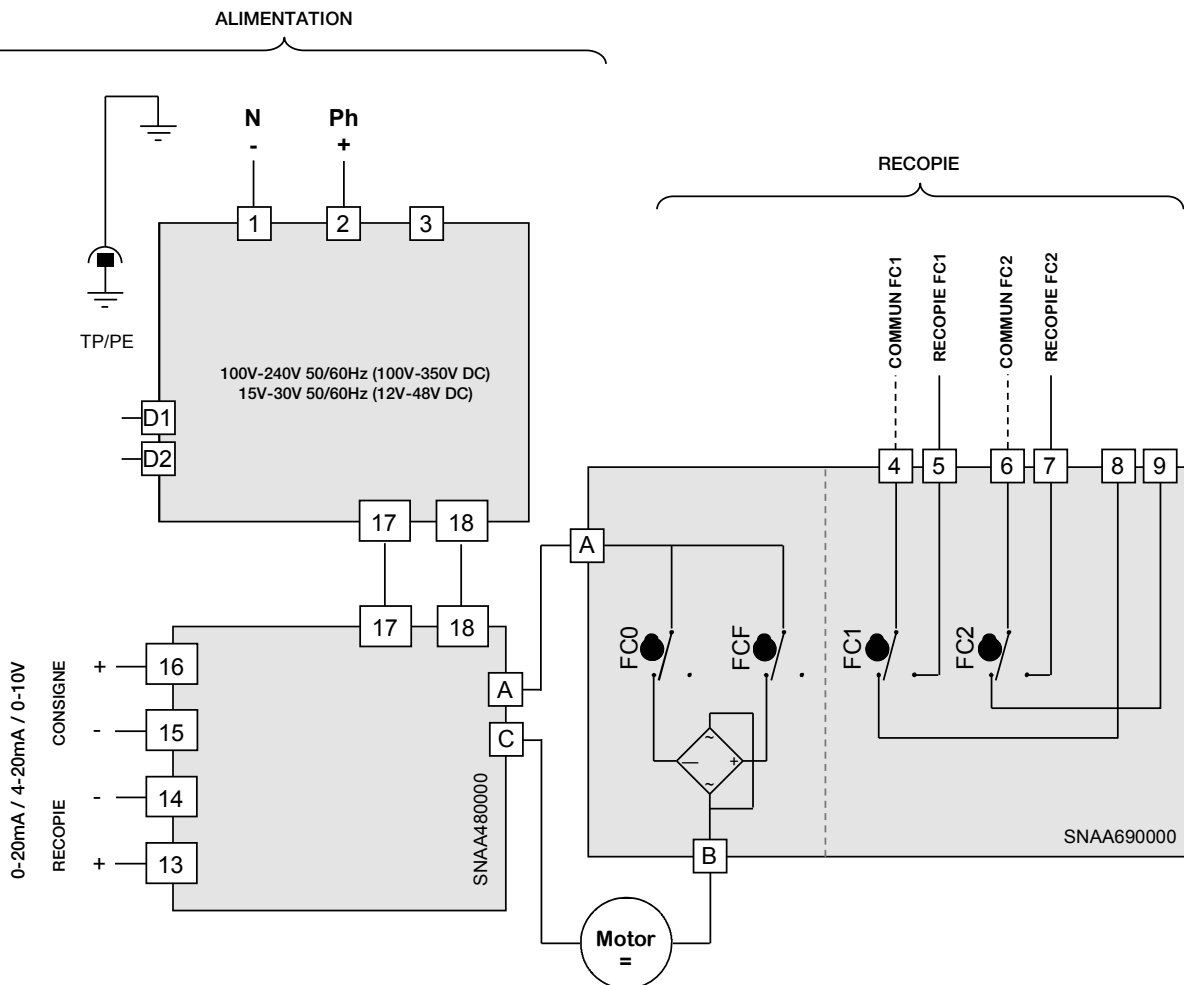 ALIMENTATION
N
-
Ph
+
RECOPIE
1
2
3
TP/PE
COMMUN FC1
RECOPIE FC1
COMMUN FC2
RECOPIE FC2
100V-240V 50/60Hz (100V-350V DC)
15V-30V 50/60Hz (12V-48V DC)
D1
D2
4
5
6
7
8
9
17
18
A
17
18
FC0
FCF
FC1
FC2
0-20mA / 4-20mA / 0-10V
CONSIGNE
RECOPIE
+
16
-
15
-
14
+
13
A
C
SNAA480000
~
—
+
~
SNAA690000
B
Motor
=